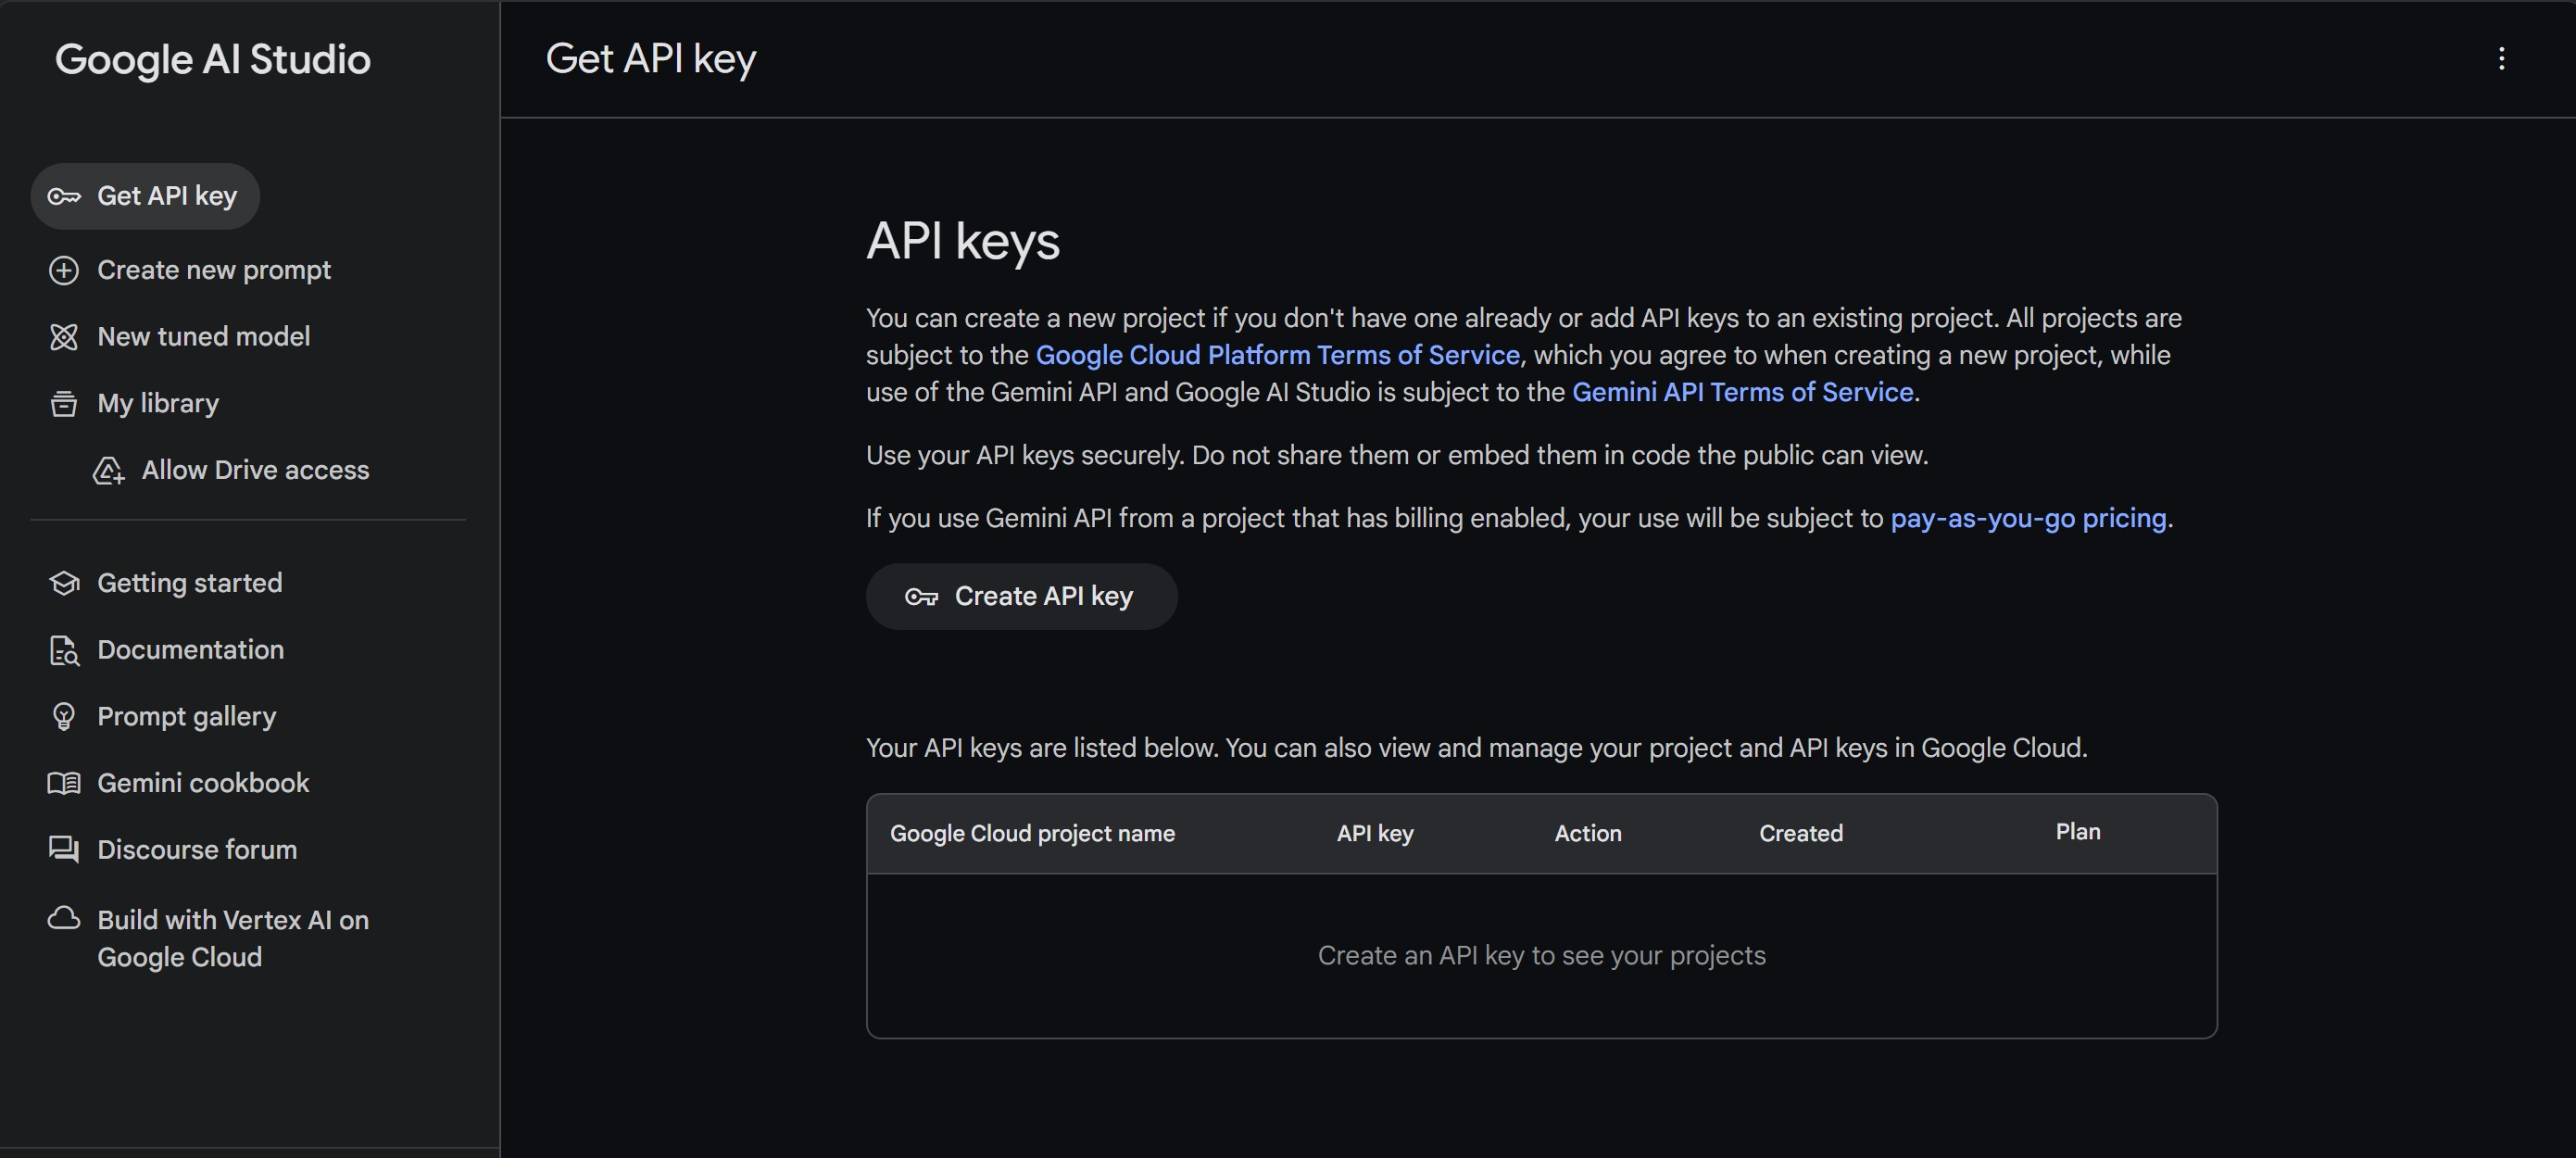 Google AI Studio
Get API key
Create new prompt
New tuned model
My library
Allow Drive access
Getting started
Documentation
Prompt gallery
Gemini cookbook
Discourse forum
Build with Vertex AI on
Google Cloud
Get API key
API keys
You can create a new project if you don't have one already or add API keys to an existing project. All projects are
subject to the Google Cloud Platform Terms of Service, which you agree to when creating a new project, while
use of the Gemini API and Google AI Studio is subject to the Gemini API Terms of Service.
Use your API keys securely. Do not share them or embed them in code the public can view.
If you use Gemini API from a project that has billing enabled, your use will be subject to pay-as-you-go pricing.
Create API key
Your API keys are listed below. You can also view and manage your project and API keys in Google Cloud.
Google Cloud project name API key Action Created Plan
Create an API key to see your projects